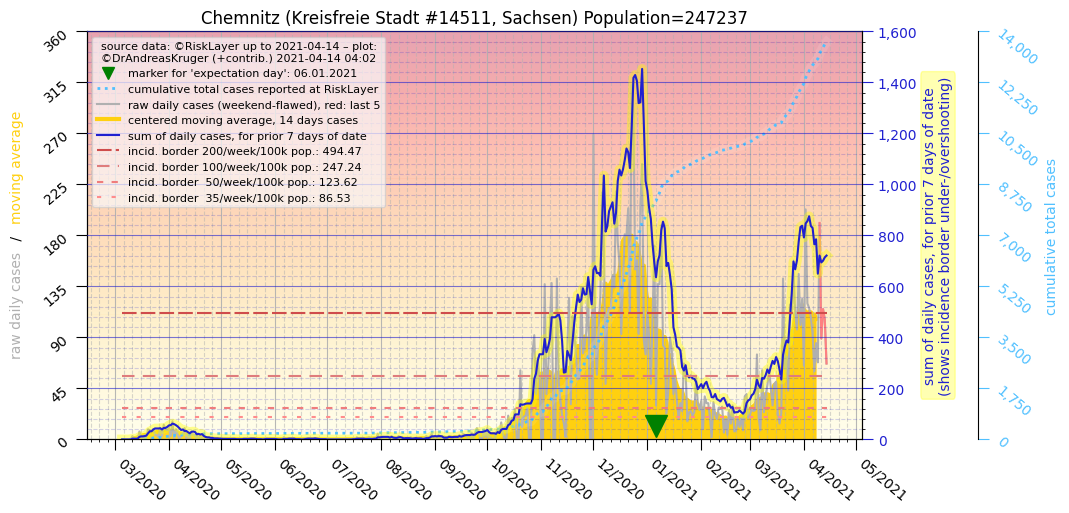 Chemnitz (Kreisfreie Stadt #14511, Sachsen) Population=247237
source data: ©RiskLayer up to 2021-04-14 – plot:
©DrAndreasKruger (+contrib.) 2021-04-14 04:02
marker for 'expectation day': 06.01.2021
cumulative total cases reported at RiskLayer
raw daily cases (weekend-flawed), red: last 5
centered moving average, 14 days cases
sum of daily cases, for prior 7 days of date
incid. border 200/week/100k pop.: 494.47
incid. border 100/week/100k pop.: 247.24
incid. border  50/week/100k pop.: 123.62
incid. border  35/week/100k pop.: 86.53
raw daily cases / moving average
360
315
270
225
180
135
90
45
0
1,600
1,400
1,200
1,000
800
600
400
200
0
sum of daily cases, for prior 7 days of date
(shows incidence border under-/overshooting)
14,000
12,250
10,500
8,750
7,000
5,250
3,500
1,750
0
cumulative total cases
03/2020
04/2020
05/2020
06/2020
07/2020
08/2020
09/2020
10/2020
11/2020
12/2020
01/2021
02/2021
03/2021
04/2021
05/2021